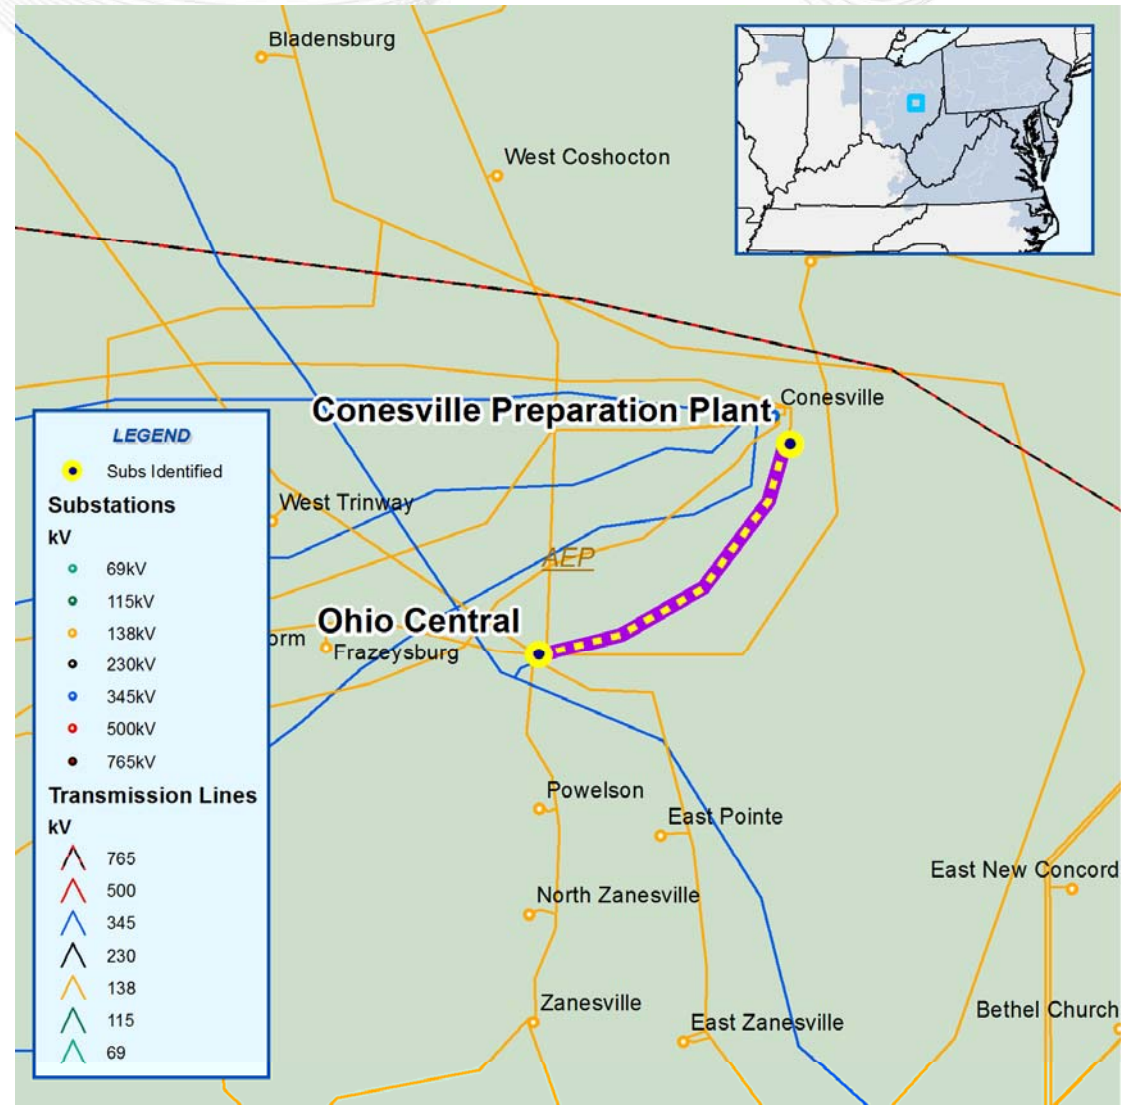 Bladensburg
West Coshocton
Conesville Preparation Plant
Conesville
West Trinway
AEP
Ohio Central
orm
Frazeysburg
Powelson
East Pointe
East New Concord
North Zanesville
Zanesville
East Zanesville
Bethel Church
LEGEND
Subs Identified
Substations
kV
69kV
115kV
138kV
230kV
345kV
500kV
765kV
Transmission Lines
kV
765
500
345
230
138
115
69